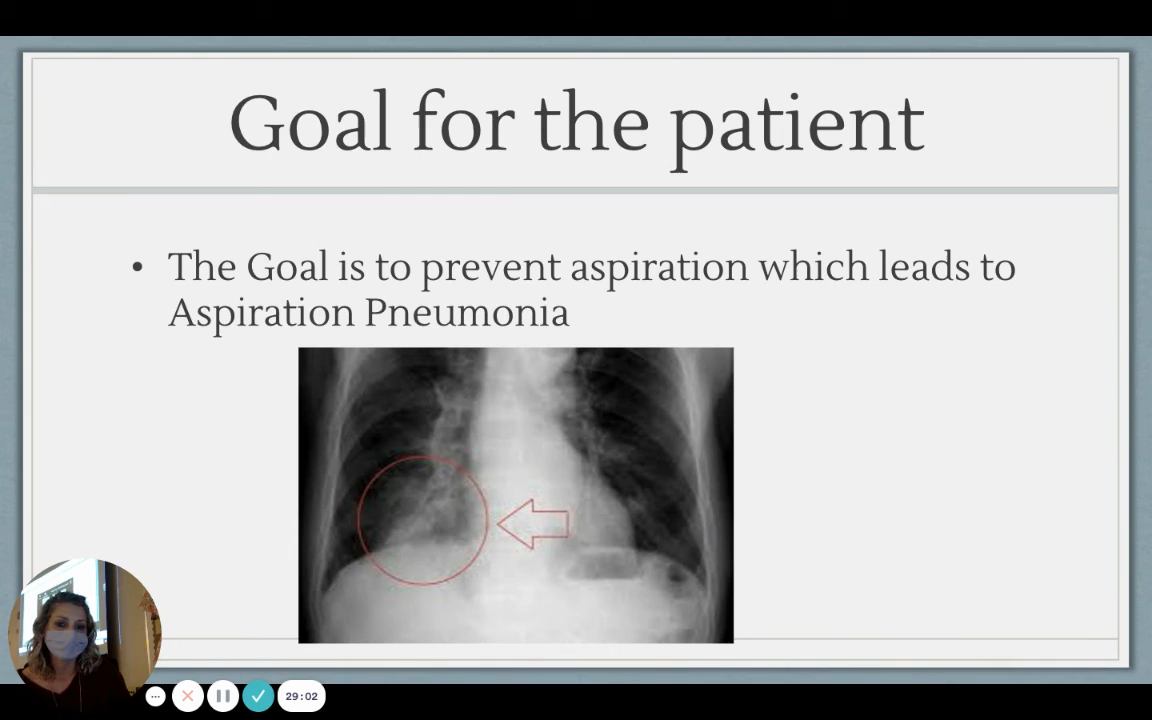 Goal for the patient
• The Goal is to prevent aspiration which leads to
Aspiration Pneumonia
29:02